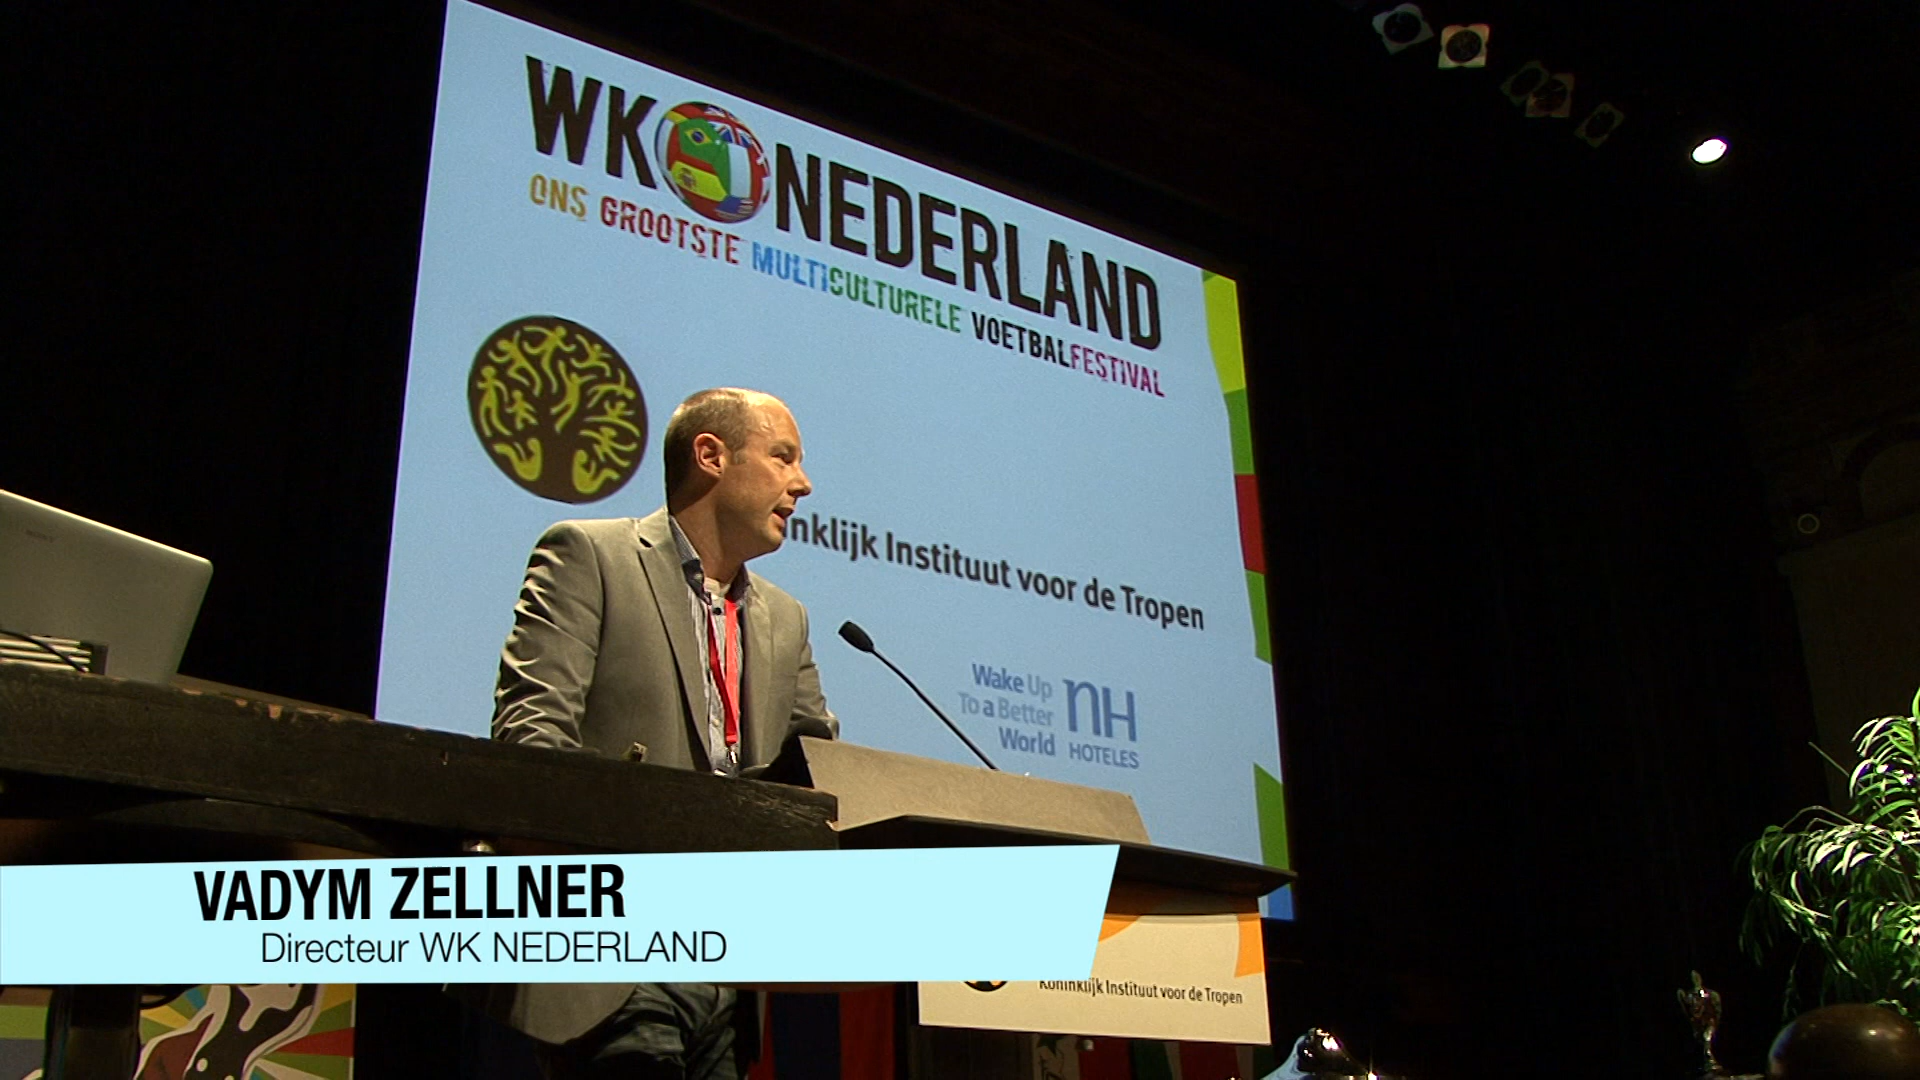 WK NEDERLAND
ONS GROOTSTE MULTICULTURELE VOETBALFESTIVAL
inklijk Instituut voor de Tropen
Wake Up
To a Better
World
nH
HOTELES
VADYM ZELLNER
Directeur WK NEDERLAND
Koninklijk Instituut voor de Tropen